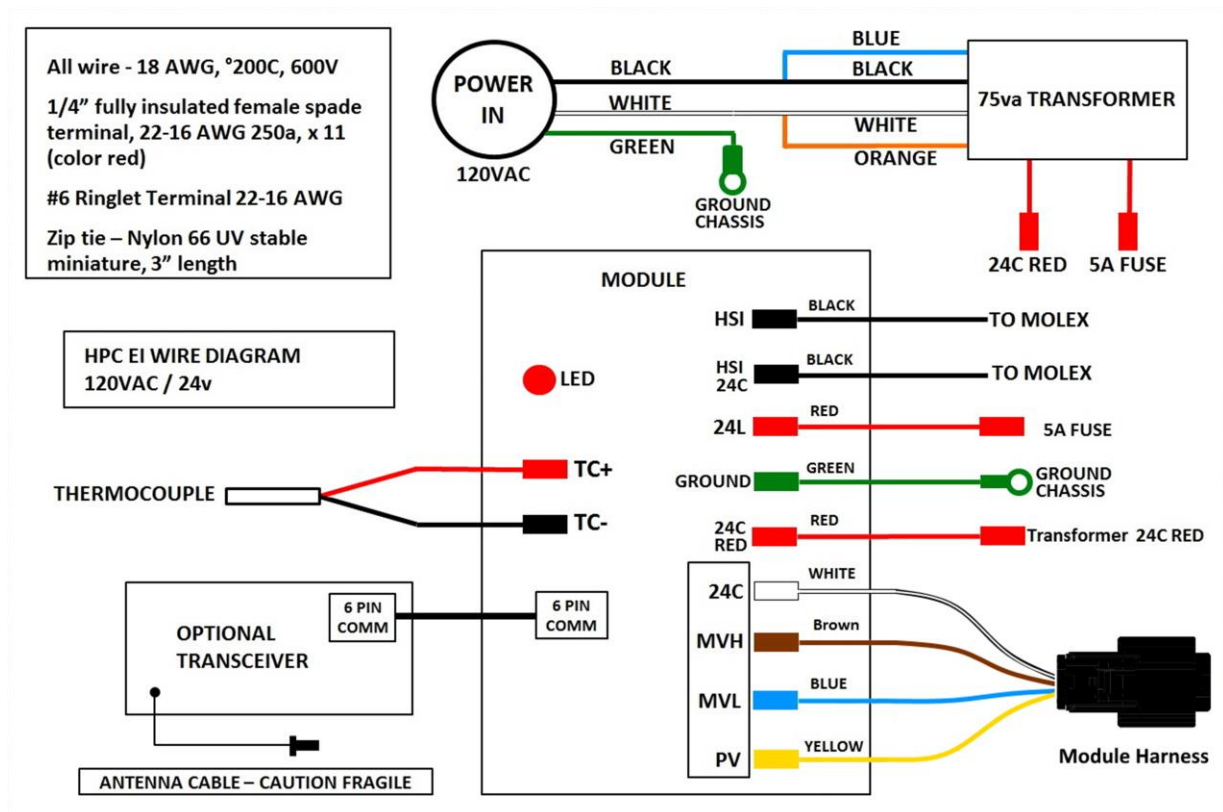 All wire - 18 AWG, °200C, 600V
1/4” fully insulated female spade
terminal, 22-16 AWG 250a, x 11
(color red)
#6 Ringlet Terminal 22-16 AWG
Zip tie – Nylon 66 UV stable
miniature, 3” length
POWER
IN
120VAC
BLACK
WHITE
GREEN
GROUND
CHASSIS
BLUE
BLACK
WHITE
ORANGE
75va TRANSFORMER
24C RED
5A FUSE
HPC EI WIRE DIAGRAM
120VAC / 24v
MODULE
LED
THERMOCOUPLE
TC+
TC-
HSI
BLACK
TO MOLEX
HSI
24C
BLACK
TO MOLEX
24L
RED
5A FUSE
GROUND
GREEN
GROUND
CHASSIS
24C
RED
RED
Transformer 24C RED
24C
WHITE
MVH
Brown
MVL
BLUE
PV
YELLOW
Module Harness
OPTIONAL
TRANSCEIVER
6 PIN
COMM
6 PIN
COMM
ANTENNA CABLE – CAUTION FRAGILE